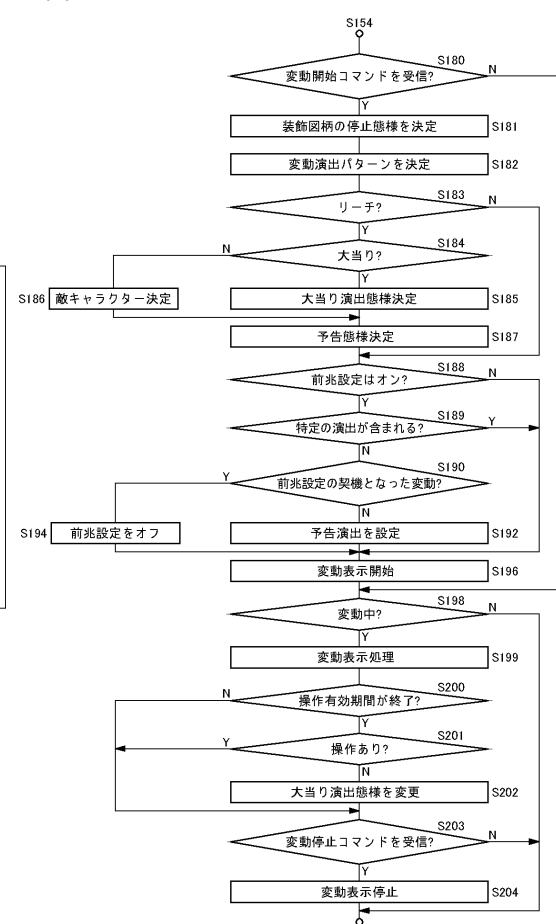 S154
S180
変動開始コマンドを受信? N
Y
装飾図柄の停止態様を決定 S181
変動演出パターンを決定 S182
S183
リーチ? N
Y
S184
N 大当り?
Y
S186 敵キャラクター決定 大当り演出態様決定 S185
予告態様決定 S187
S188
前兆設定はオン? N
Y
S189
特定の演出が含まれる? Y
N
S190
Y 前兆設定の契機となった変動?
N
S194 前兆設定をオフ 予告演出を設定 S192
変動表示開始 S196
S198
変動中? N
Y
変動表示処理 S199
S200
N 操作有効期間が終了?
Y
S201
Y 操作あり?
N
大当り演出態様を変更 S202
S203
変動停止コマンドを受信? N
Y
変動表示停止 S204